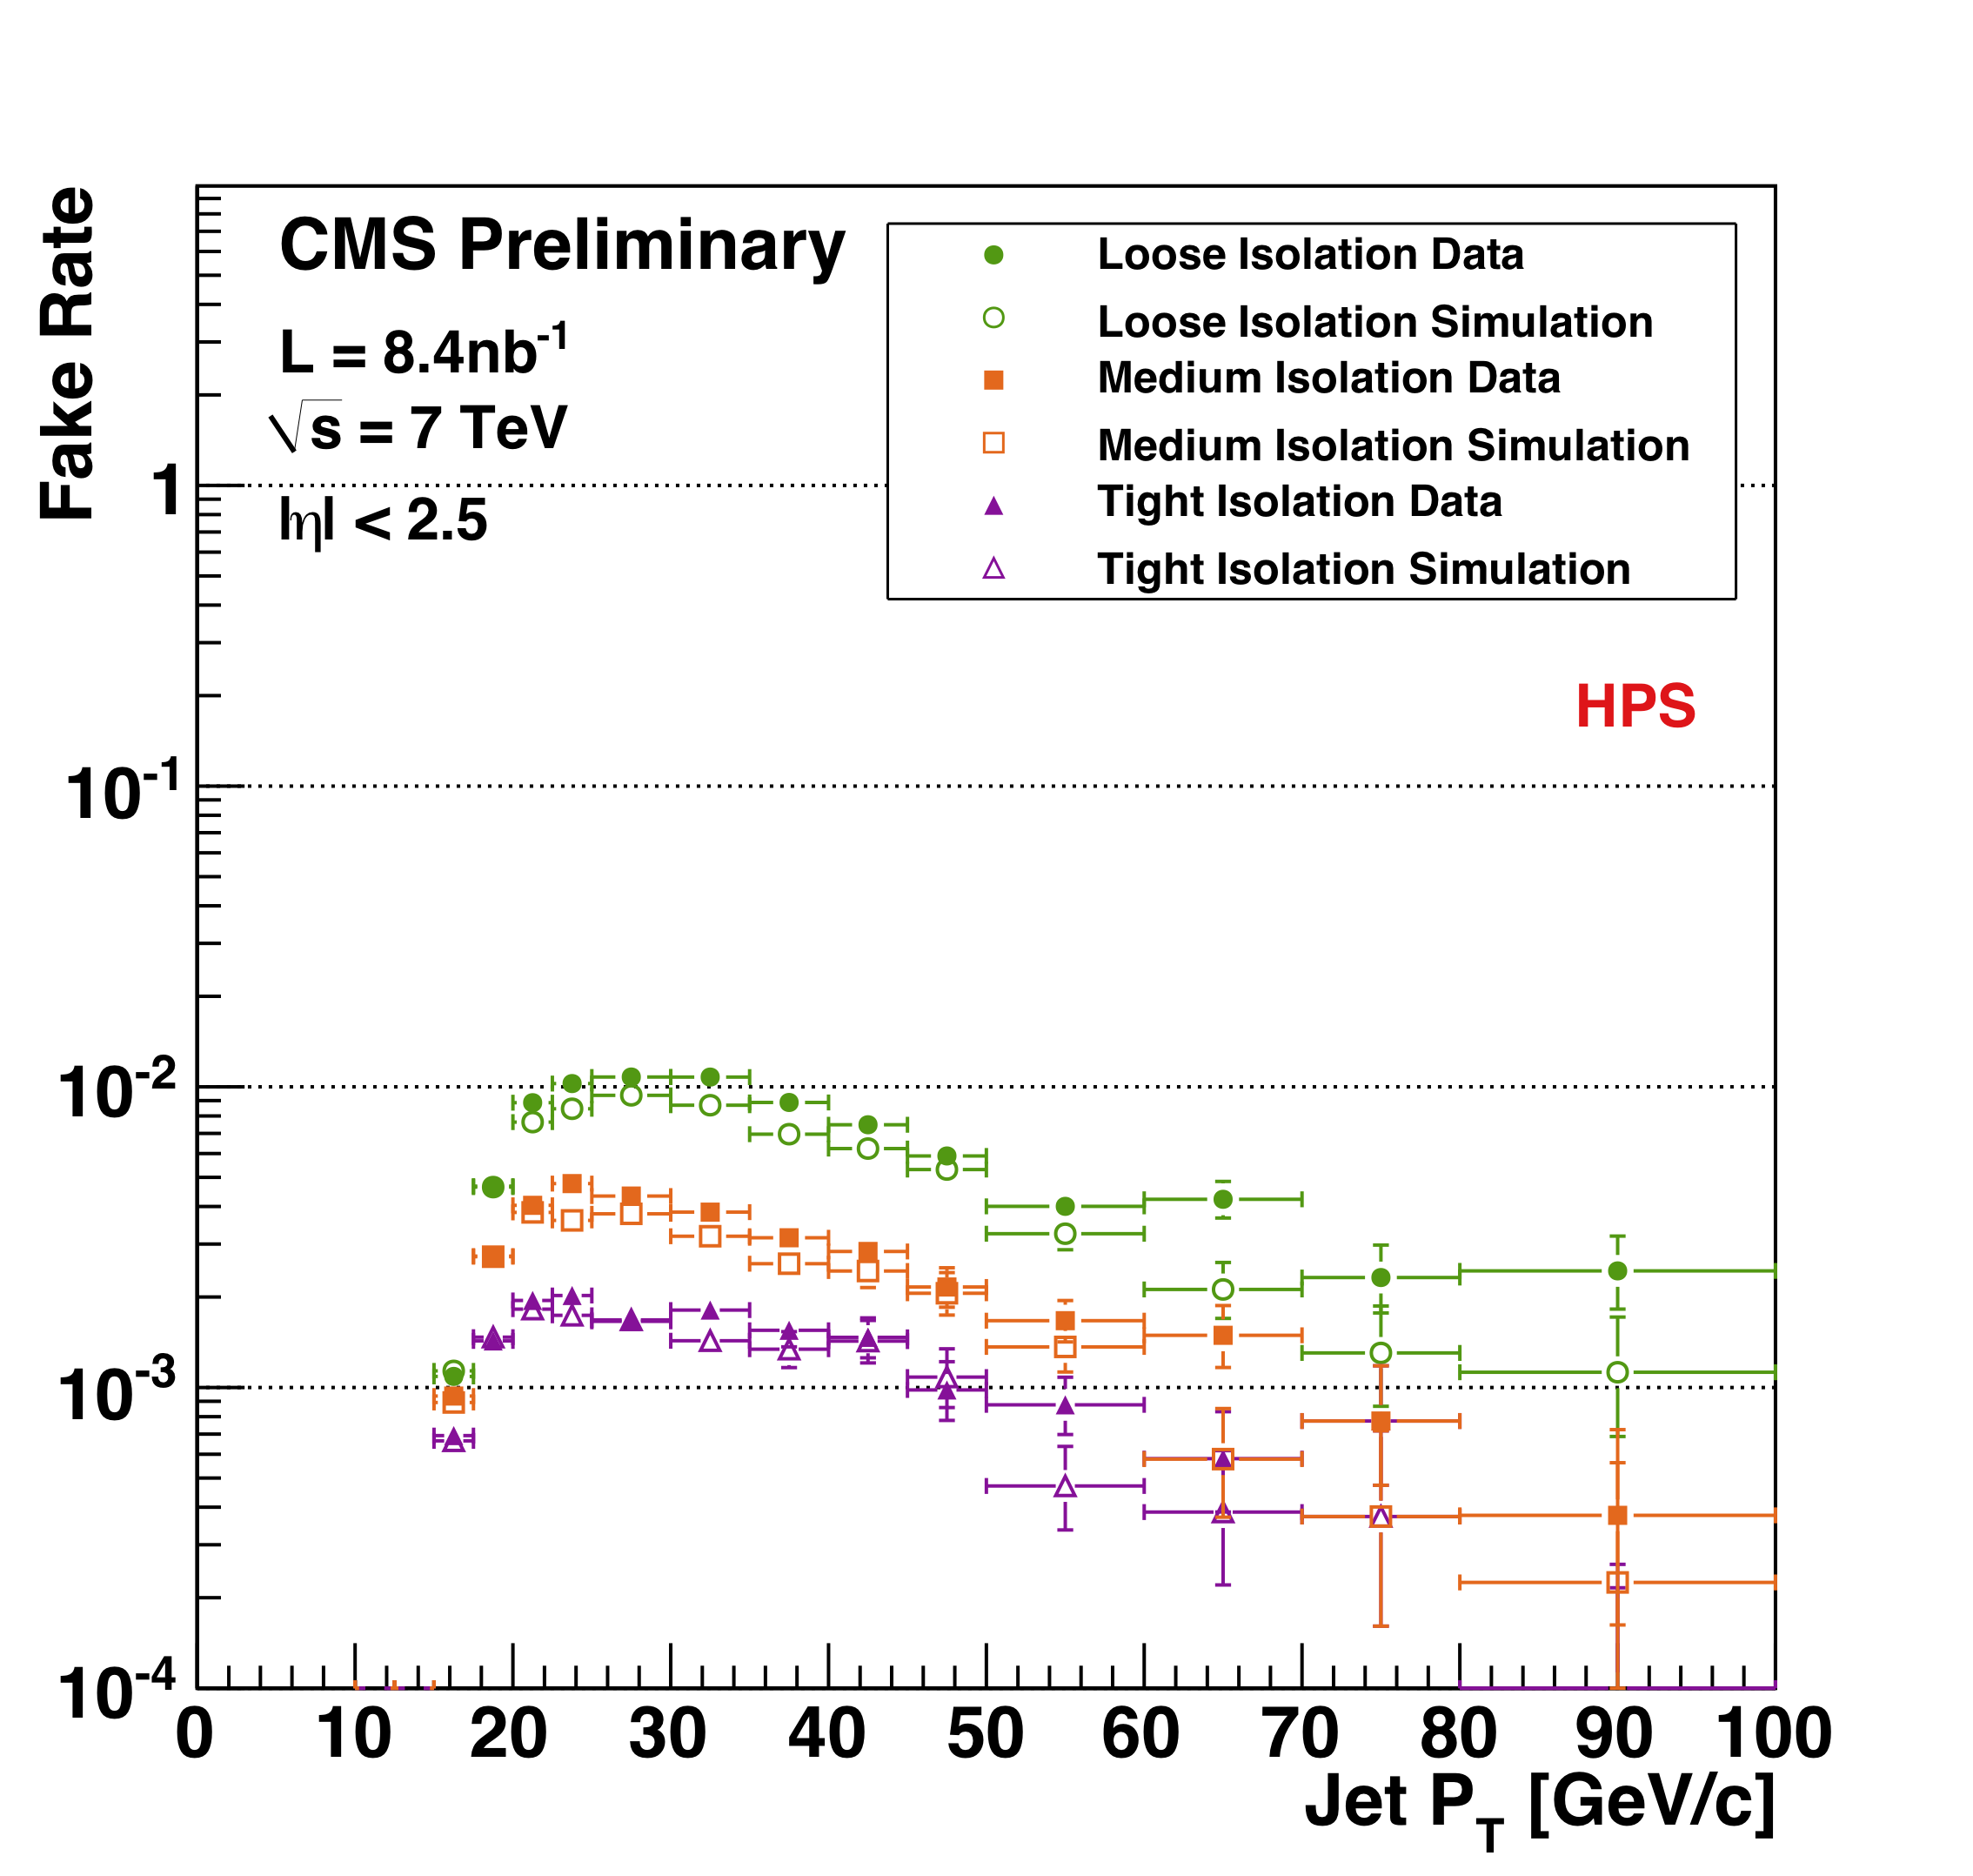 Fake Rate
CMS Preliminary
L = 8.4nb⁻¹
√s = 7 TeV
|η| < 2.5
Loose Isolation Data
Loose Isolation Simulation
Medium Isolation Data
Medium Isolation Simulation
Tight Isolation Data
Tight Isolation Simulation
HPS
1
10⁻¹
10⁻²
10⁻³
10⁻⁴
0 10 20 30 40 50 60 70 80 90 100
Jet P_T [GeV/c]